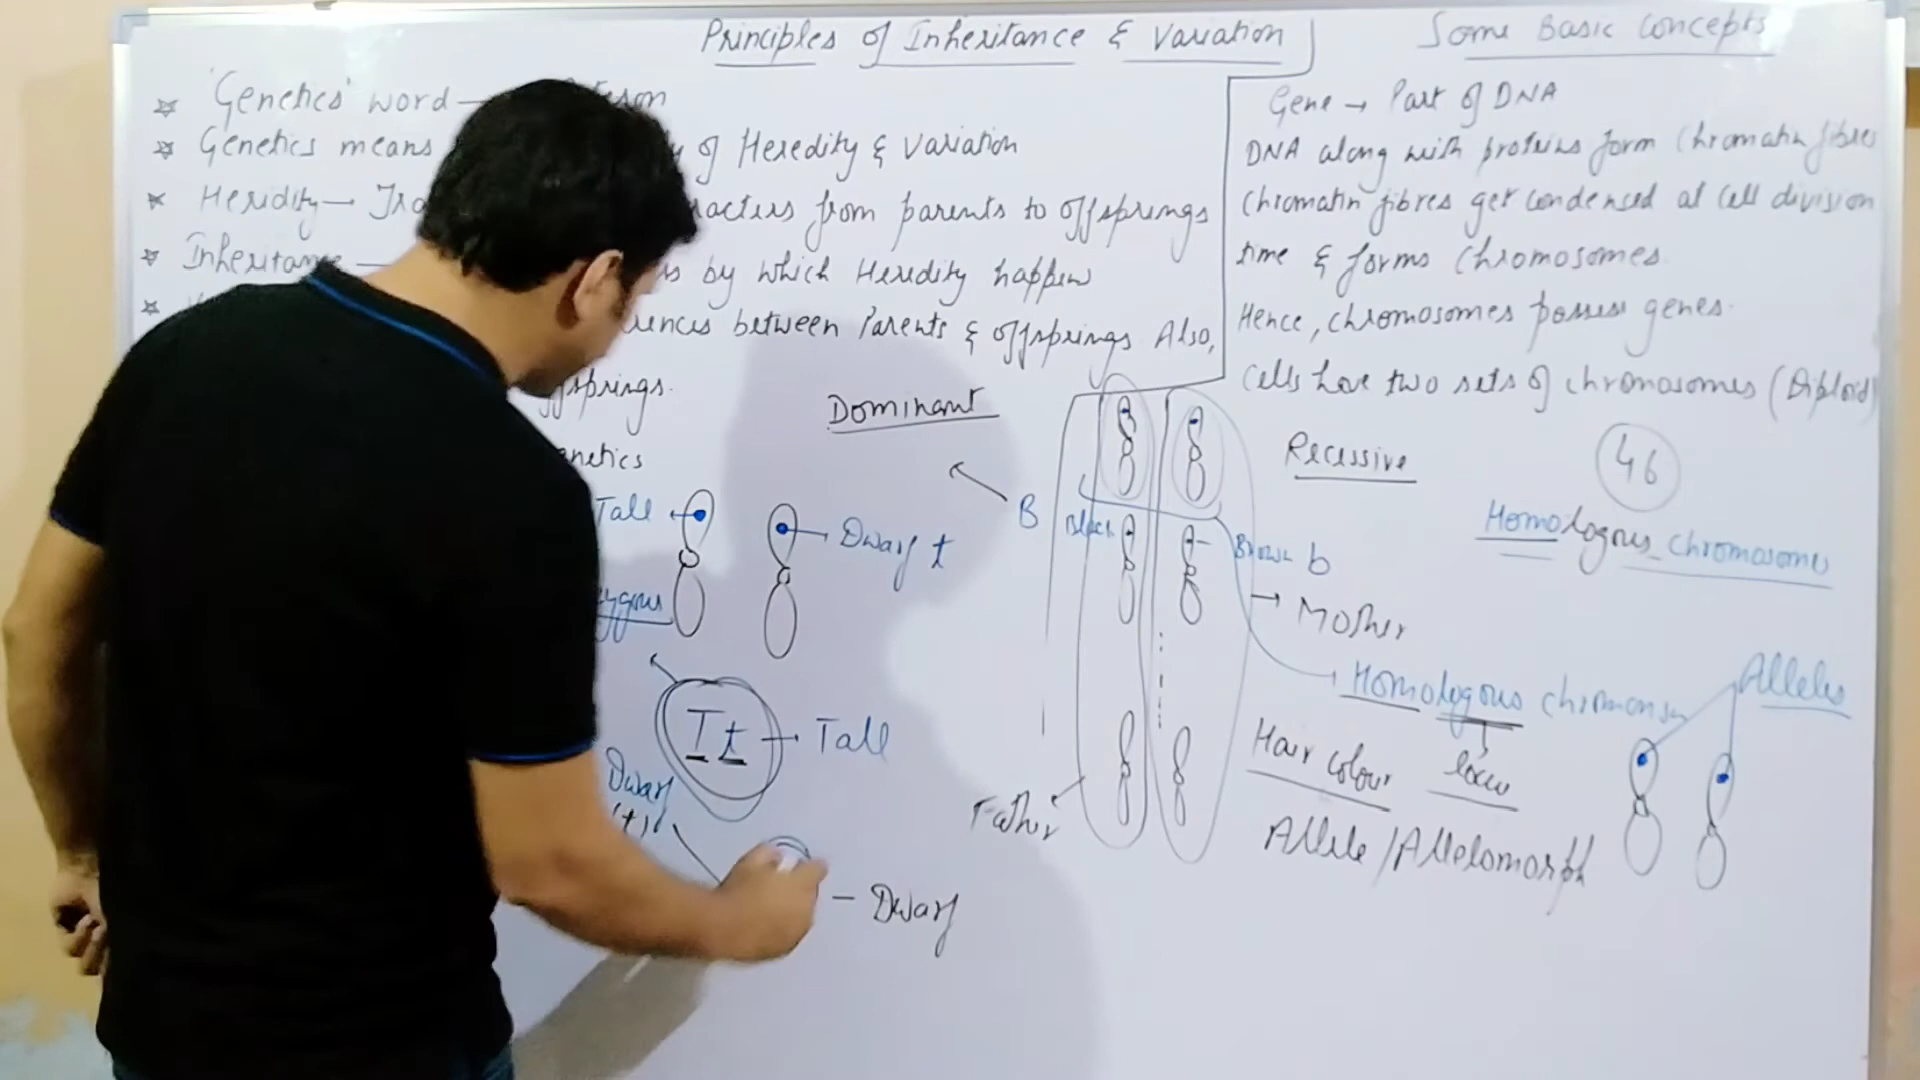 Principles of Inheritance & Variation
'Genetics' word —
Genetics means of Heredity & Variation
Heridity — from parents to offsprings
Inheritance — by which Heridity happen
between Parents & offsprings Also,
offsprings.
Dominant
Tall
Dwarf t
Tt — Tall
Dwarf
(t)
— Dwarf
Some Basic Concepts
Gene → Part of DNA
DNA along with proteins form Chromatin fibres
Chromatin fibres get condensed at cell division
time & forms Chromosomes.
Hence, chromosomes possess genes.
Cells have two sets of chromosomes (Diploid)
Recessive
46
Homologous chromosomes
B
Black
Brown b
→ Mother
Father
Homologous
Alleles
Hair colour
locus
Allele / Allelomorph